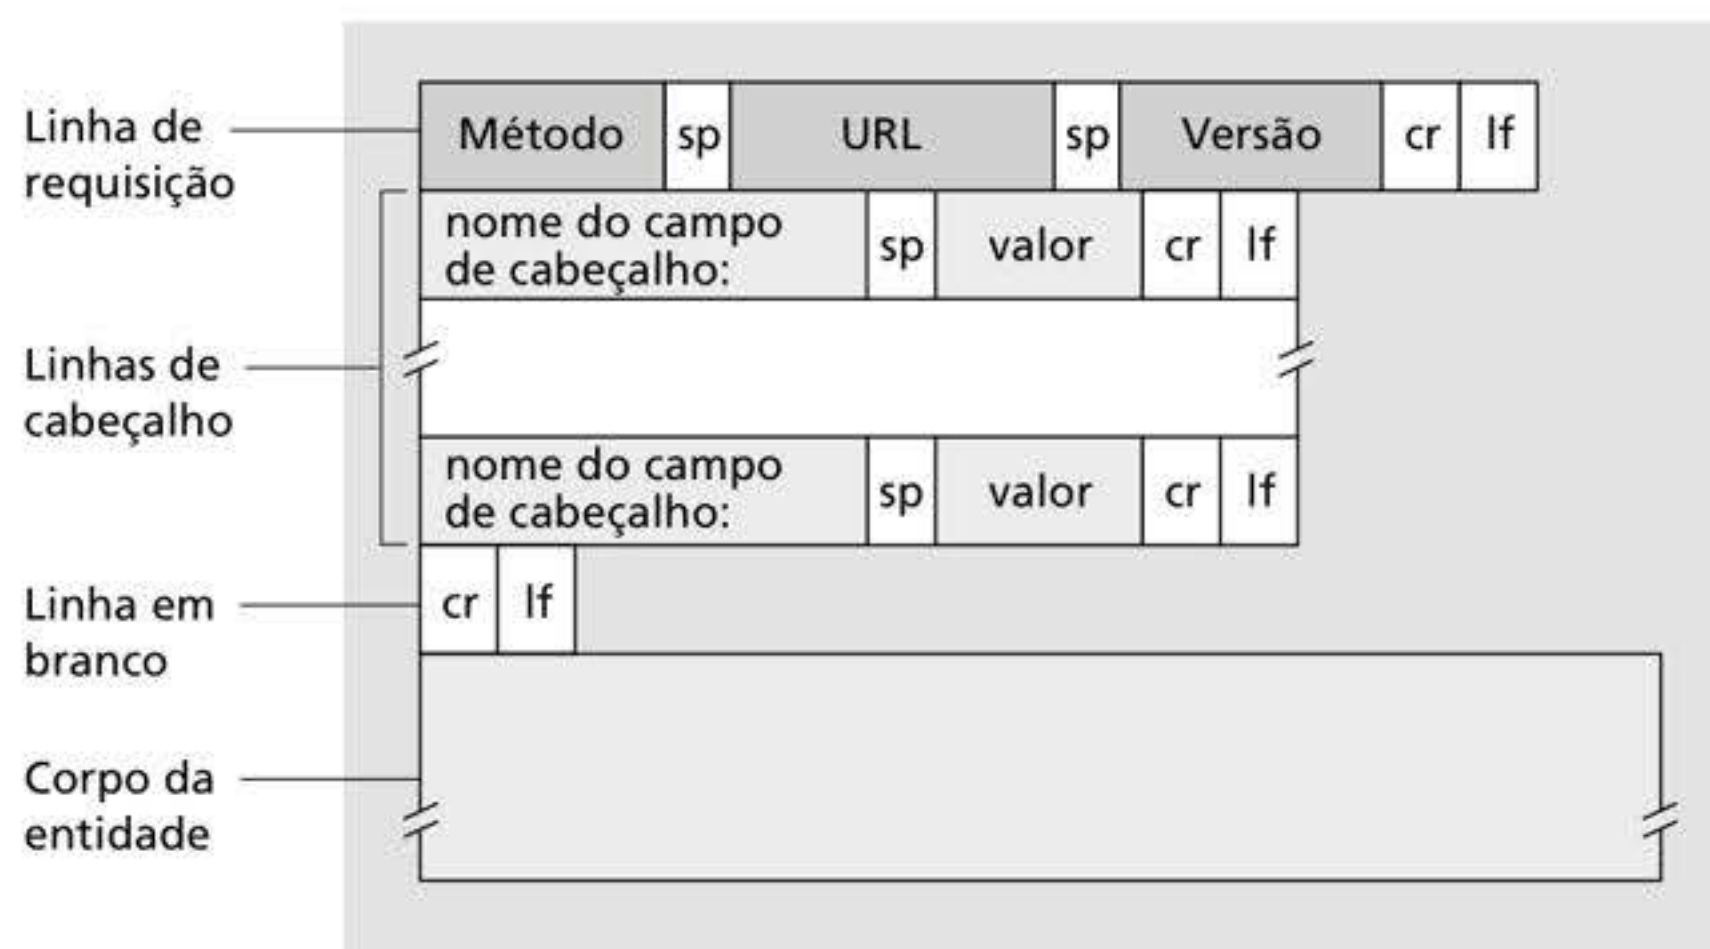 Linha de
requisição
Método sp URL sp Versão cr lf
nome do campo
de cabeçalho: sp valor cr lf
Linhas de
cabeçalho
nome do campo
de cabeçalho: sp valor cr lf
Linha em
branco
cr lf
Corpo da
entidade